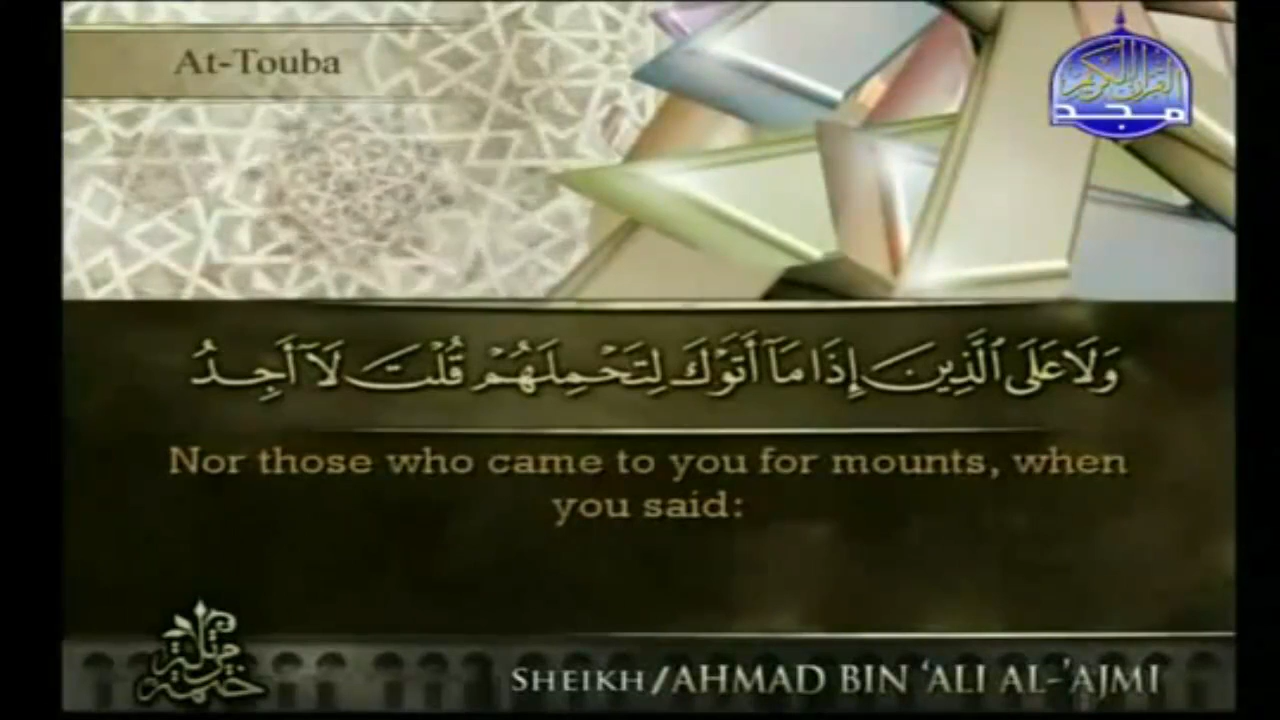 At-Touba
القرآن الكريم
مجد
وَلَا عَلَى ٱلَّذِينَ إِذَا مَآ أَتَوْكَ لِتَحْمِلَهُمْ قُلْتَ لَآ أَجِدُ
Nor those who came to you for mounts, when
you said:
ختمة مرتلة
SHEIKH/AHMAD BIN ‘ALI AL-’AJMI